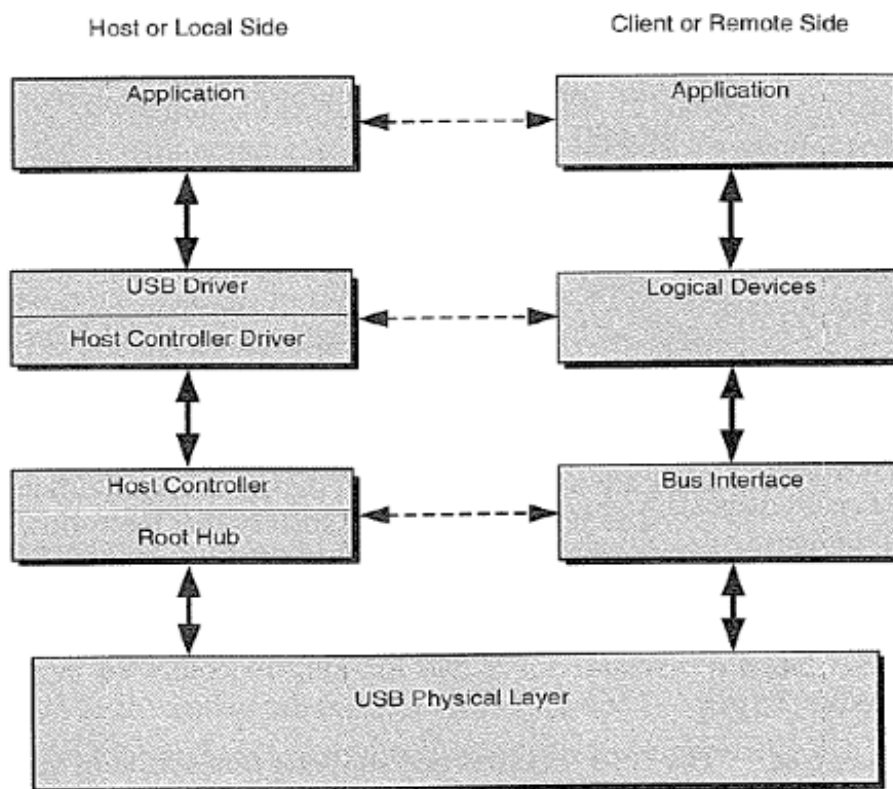 Host or Local Side
Client or Remote Side
Application
Application
USB Driver
Host Controller Driver
Logical Devices
Host Controller
Root Hub
Bus Interface
USB Physical Layer